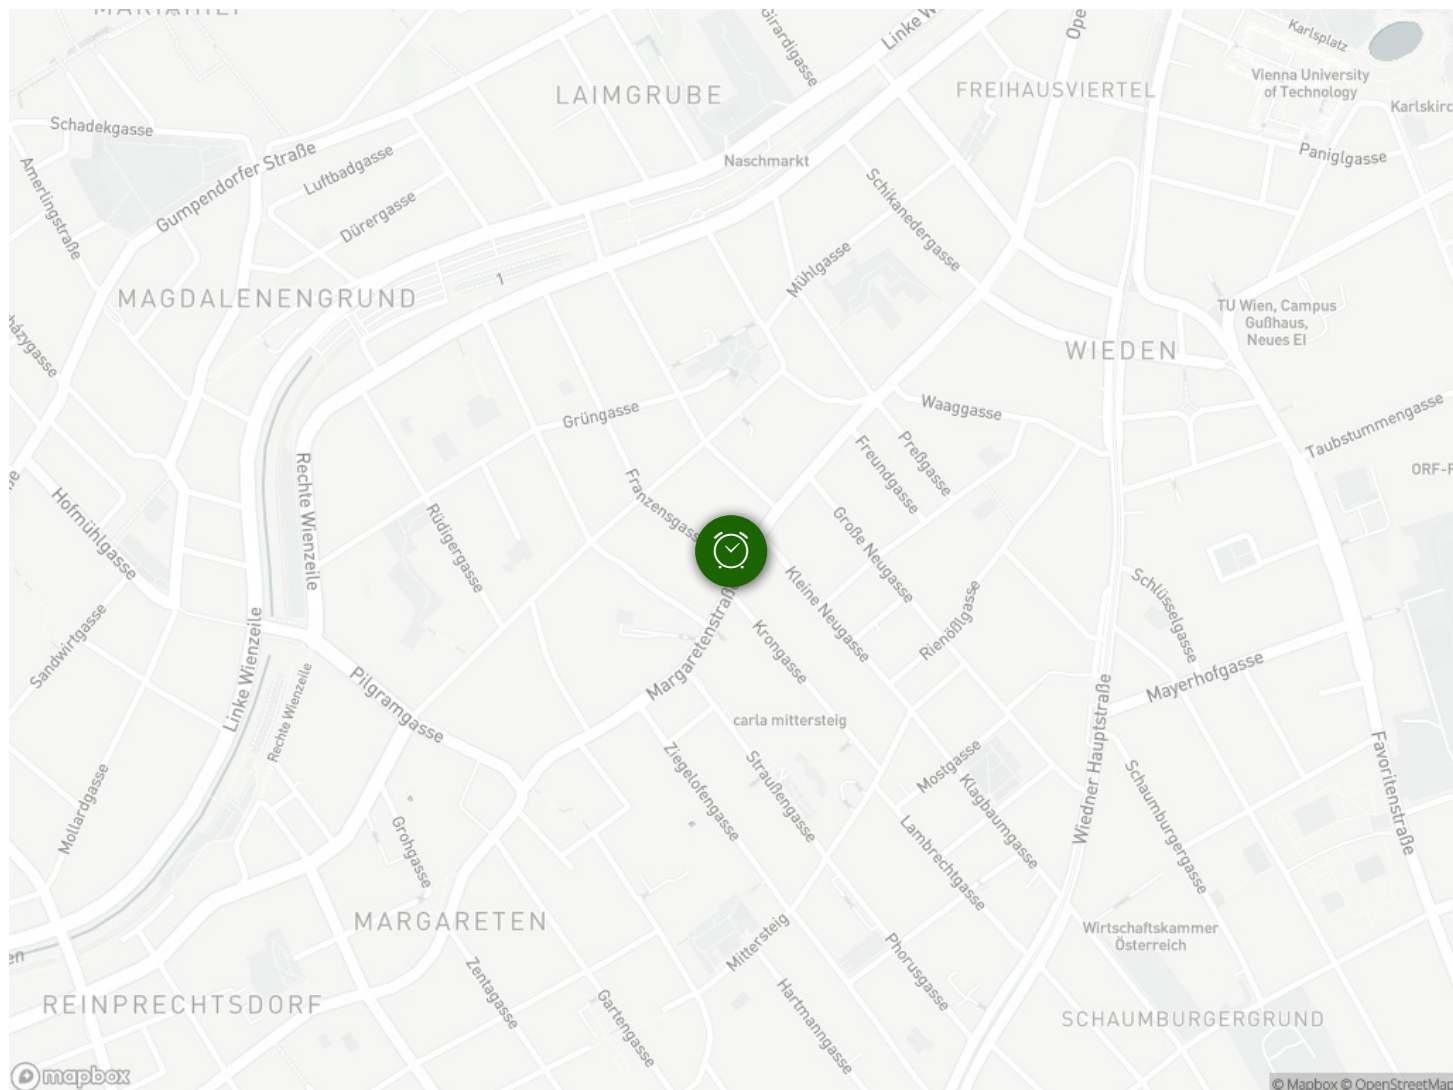 MARIAHILF
Girardigasse
Linke W
Ope
Karlsplatz
Vienna University
of Technology
LAIMGRUBE
FREIHAUSVIERTEL
Karlskirc
Schadekgasse
Paniglgasse
Gumpendorfer Straße
Luftbadgasse
Naschmarkt
Amerlingstraße
Dürergasse
Schikanedergasse
Mühlgasse
1
MAGDALENENGRUND
TU Wien, Campus
Gußhaus,
Neues EI
házygasse
WIEDEN
Grüngasse
Waaggasse
Taubstummengasse
Preßgasse
Freundgasse
ORF-F
Rechte Wienzeile
Franzensgass
Hofmühlgasse
Rüdigergasse
Große Neugasse
Kleine Neugasse
Schlüsselgasse
Rienößlgasse
Sandwirtgasse
Linke Wienzeile
Margaretenstraße
Krongasse
Mayerhofgasse
Pilgramgasse
Rechte Wienzeile
carla mittersteig
Wiedner Hauptstraße
Favoritenstraße
Ziegelofengasse
Straußengasse
Mostgasse
Klagbaumgasse
Schaumburgergasse
Mollardgasse
Grohgasse
Lambrechtgasse
MARGARETEN
Wirtschaftskammer
Österreich
Mittersteig
Phorusgasse
Zentagasse
REINPRECHTSDORF
Gartengasse
Hartmanngasse
SCHAUMBURGERGRUND
mapbox
© Mapbox © OpenStreetMap